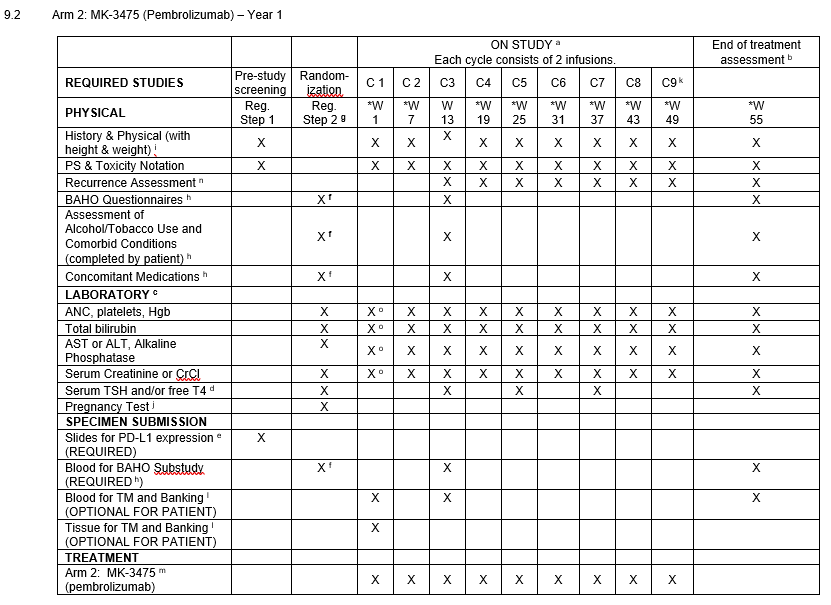 9.2 Arm 2: MK-3475 (Pembrolizumab) – Year 1
ON STUDY a
Each cycle consists of 2 infusions.
End of treatment assessment b
REQUIRED STUDIES Pre-study screening Random-ization C 1 C 2 C3 C4 C5 C6 C7 C8 C9 k
PHYSICAL Reg. Step 1 Reg. Step 2 g *W 1 *W 7 W 13 *W 19 *W 25 *W 31 *W 37 *W 43 *W 49 *W 55
History & Physical (with
height & weight) i X X X X X X X X X X X
PS & Toxicity Notation X X X X X X X X X X X
Recurrence Assessment n X X X X X X X X
BAHO Questionnaires h X f X X
Assessment of
Alcohol/Tobacco Use and
Comorbid Conditions
(completed by patient) h X f X X
Concomitant Medications h X f X X
LABORATORY c
ANC, platelets, Hgb X X o X X X X X X X X X
Total bilirubin X X o X X X X X X X X X
AST or ALT, Alkaline
Phosphatase X X o X X X X X X X X X
Serum Creatinine or CrCl X X o X X X X X X X X X
Serum TSH and/or free T4 d X X X X X
Pregnancy Test j X
SPECIMEN SUBMISSION
Slides for PD-L1 expression e X
(REQUIRED)
Blood for BAHO Substudy X f X X
(REQUIRED h)
Blood for TM and Banking l X X X
(OPTIONAL FOR PATIENT)
Tissue for TM and Banking l X
(OPTIONAL FOR PATIENT)
TREATMENT
Arm 2: MK-3475 m
(pembrolizumab) X X X X X X X X X